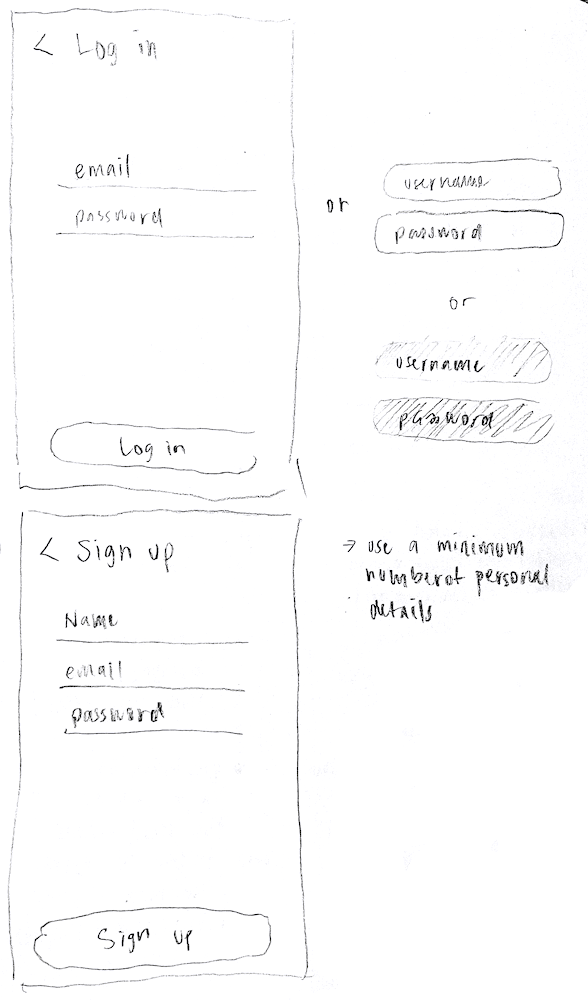 < Log in
email
password
Log in
or
username
password
or
username
password
< Sign up
Name
email
password
Sign up
→ use a minimum
number of personal
details